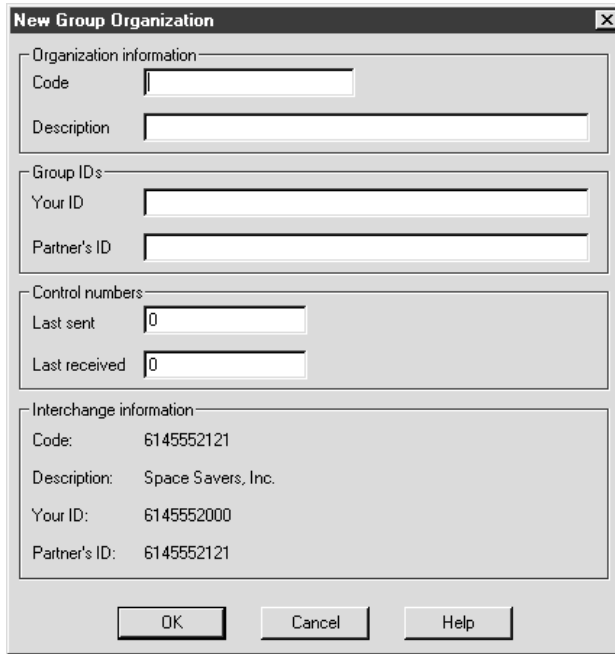 New Group Organization
Organization information
Code
Description
Group IDs
Your ID
Partner's ID
Control numbers
Last sent 0
Last received 0
Interchange information
Code: 6145552121
Description: Space Savers, Inc.
Your ID: 6145552000
Partner's ID: 6145552121
OK Cancel Help